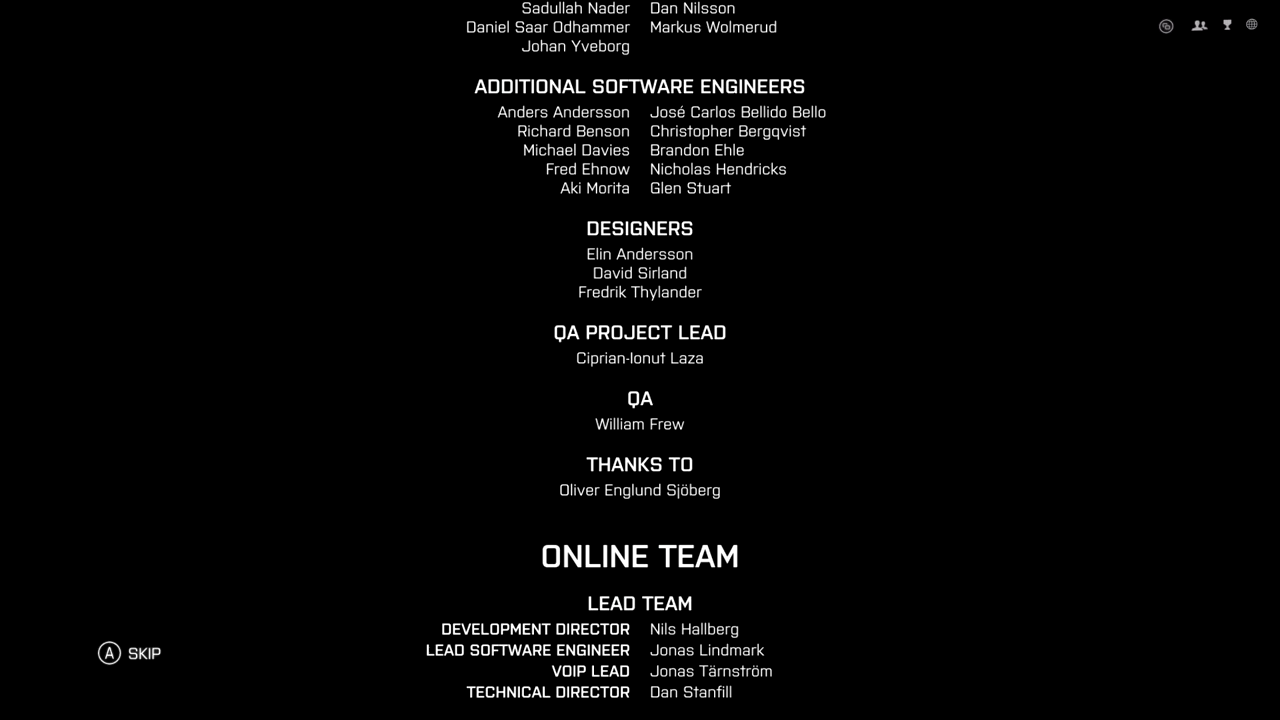 Sadullah Nader Dan Nilsson
Daniel Saar Odhammer Markus Wolmerud
Johan Yveborg
ADDITIONAL SOFTWARE ENGINEERS
Anders Andersson José Carlos Bellido Bello
Richard Benson Christopher Bergqvist
Michael Davies Brandon Ehle
Fred Ehnow Nicholas Hendricks
Aki Morita Glen Stuart
DESIGNERS
Elin Andersson
David Sirland
Fredrik Thylander
QA PROJECT LEAD
Ciprian-Ionut Laza
QA
William Frew
THANKS TO
Oliver Englund Sjöberg
ONLINE TEAM
LEAD TEAM
DEVELOPMENT DIRECTOR Nils Hallberg
LEAD SOFTWARE ENGINEER Jonas Lindmark
VOIP LEAD Jonas Tärnström
TECHNICAL DIRECTOR Dan Stanfill
A SKIP